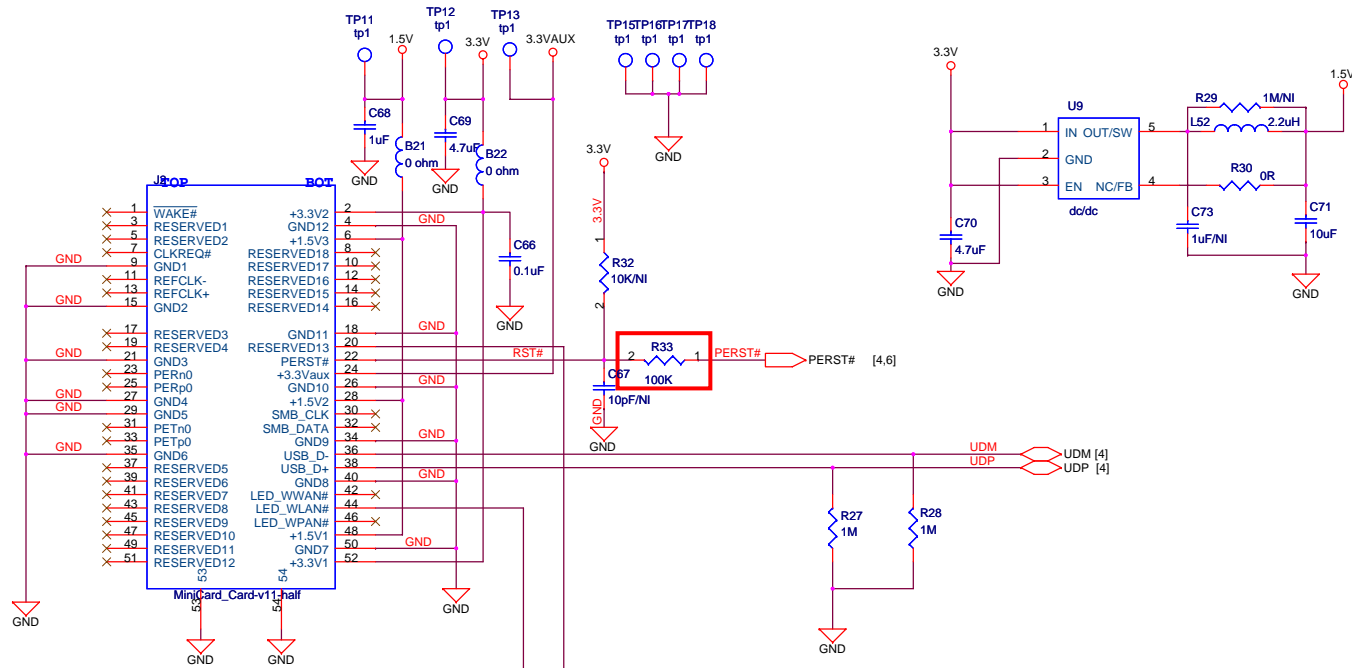 TP11
tp1
1.5V
TP12
tp1
3.3V
TP13
tp1
3.3VAUX
TP15 TP16 TP17 TP18
tp1 tp1 tp1 tp1
GND
C68
1uF
GND
B21
0 ohm
C69
4.7uF
GND
B22
0 ohm
J2
TOP
BOT
1 WAKE#
3 RESERVED1
5 RESERVED2
7 CLKREQ#
GND 9 GND1
11 REFCLK-
13 REFCLK+
GND 15 GND2
17 RESERVED3
19 RESERVED4
GND 21 GND3
23 PERn0
25 PERp0
GND 27 GND4
GND 29 GND5
31 PETn0
33 PETp0
GND 35 GND6
37 RESERVED5
39 RESERVED6
41 RESERVED7
43 RESERVED8
45 RESERVED9
47 RESERVED10
49 RESERVED11
51 RESERVED12
+3.3V2 2
GND12 4 GND
+1.5V3 6
RESERVED18 8
RESERVED17 10
RESERVED16 12
RESERVED15 14
RESERVED14 16
GND11 18 GND
RESERVED13 20
PERST# 22
+3.3Vaux 24
GND10 26 GND
+1.5V2 28
SMB_CLK 30
SMB_DATA 32
GND9 34 GND
USB_D- 36
USB_D+ 38
GND8 40 GND
LED_WWAN# 42
LED_WLAN# 44
LED_WPAN# 46
+1.5V1 48
GND7 50 GND
+3.3V1 52
53
54
MiniCard_Card-v11-half
53
54
GND
GND
GND
GND
C66
0.1uF
GND
3.3V
3.3V
1
R32
10K/NI
2
RST#
2
R33
1
100K
PERST#
PERST# [4,6]
C67
10pF/NI
GND
GND
UDM
UDM [4]
UDP
UDP [4]
R27
1M
R28
1M
GND
3.3V
U9
1 IN OUT/SW 5
2 GND
3 EN NC/FB 4
dc/dc
C70
4.7uF
GND
R29
1M/NI
L52
2.2uH
R30
0R
1.5V
C73
1uF/NI
C71
10uF
GND